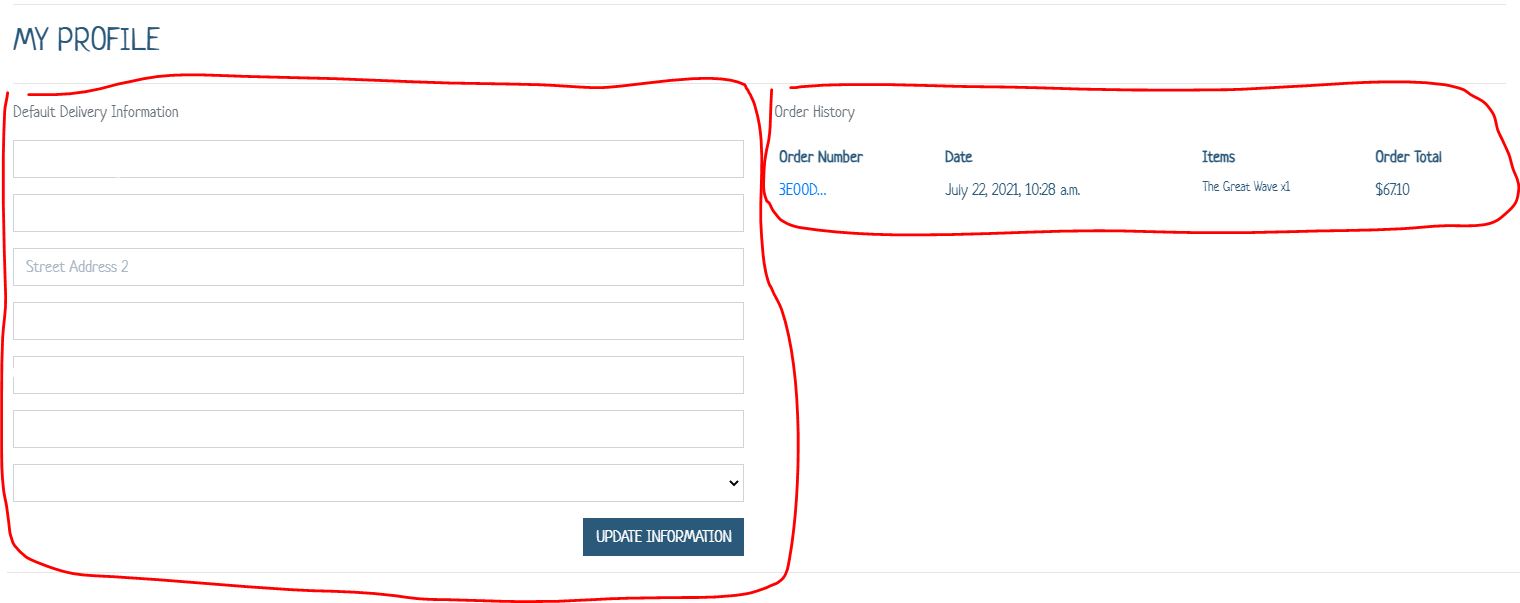 MY PROFILE
Default Delivery Information
Street Address 2
UPDATE INFORMATION
Order History
Order Number Date Items Order Total
3E00D... July 22, 2021, 10:28 a.m. The Great Wave x1 $67.10